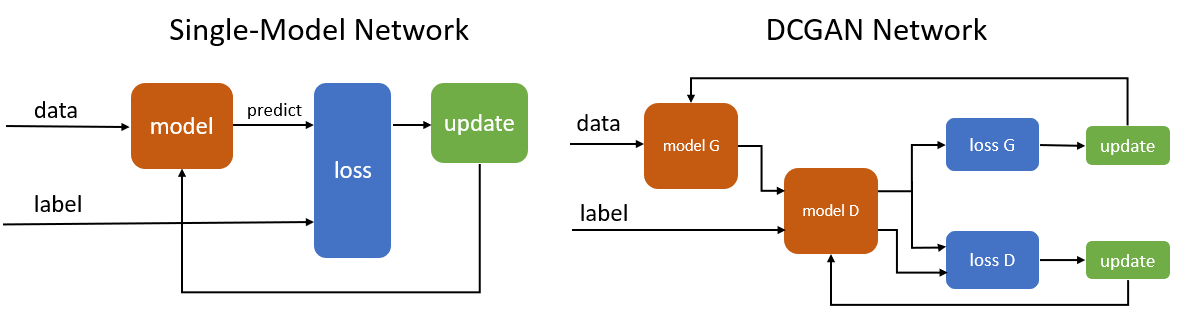 Single-Model Network
data
model
predict
loss
update
label
DCGAN Network
data
model G
label
model D
loss G
update
loss D
update